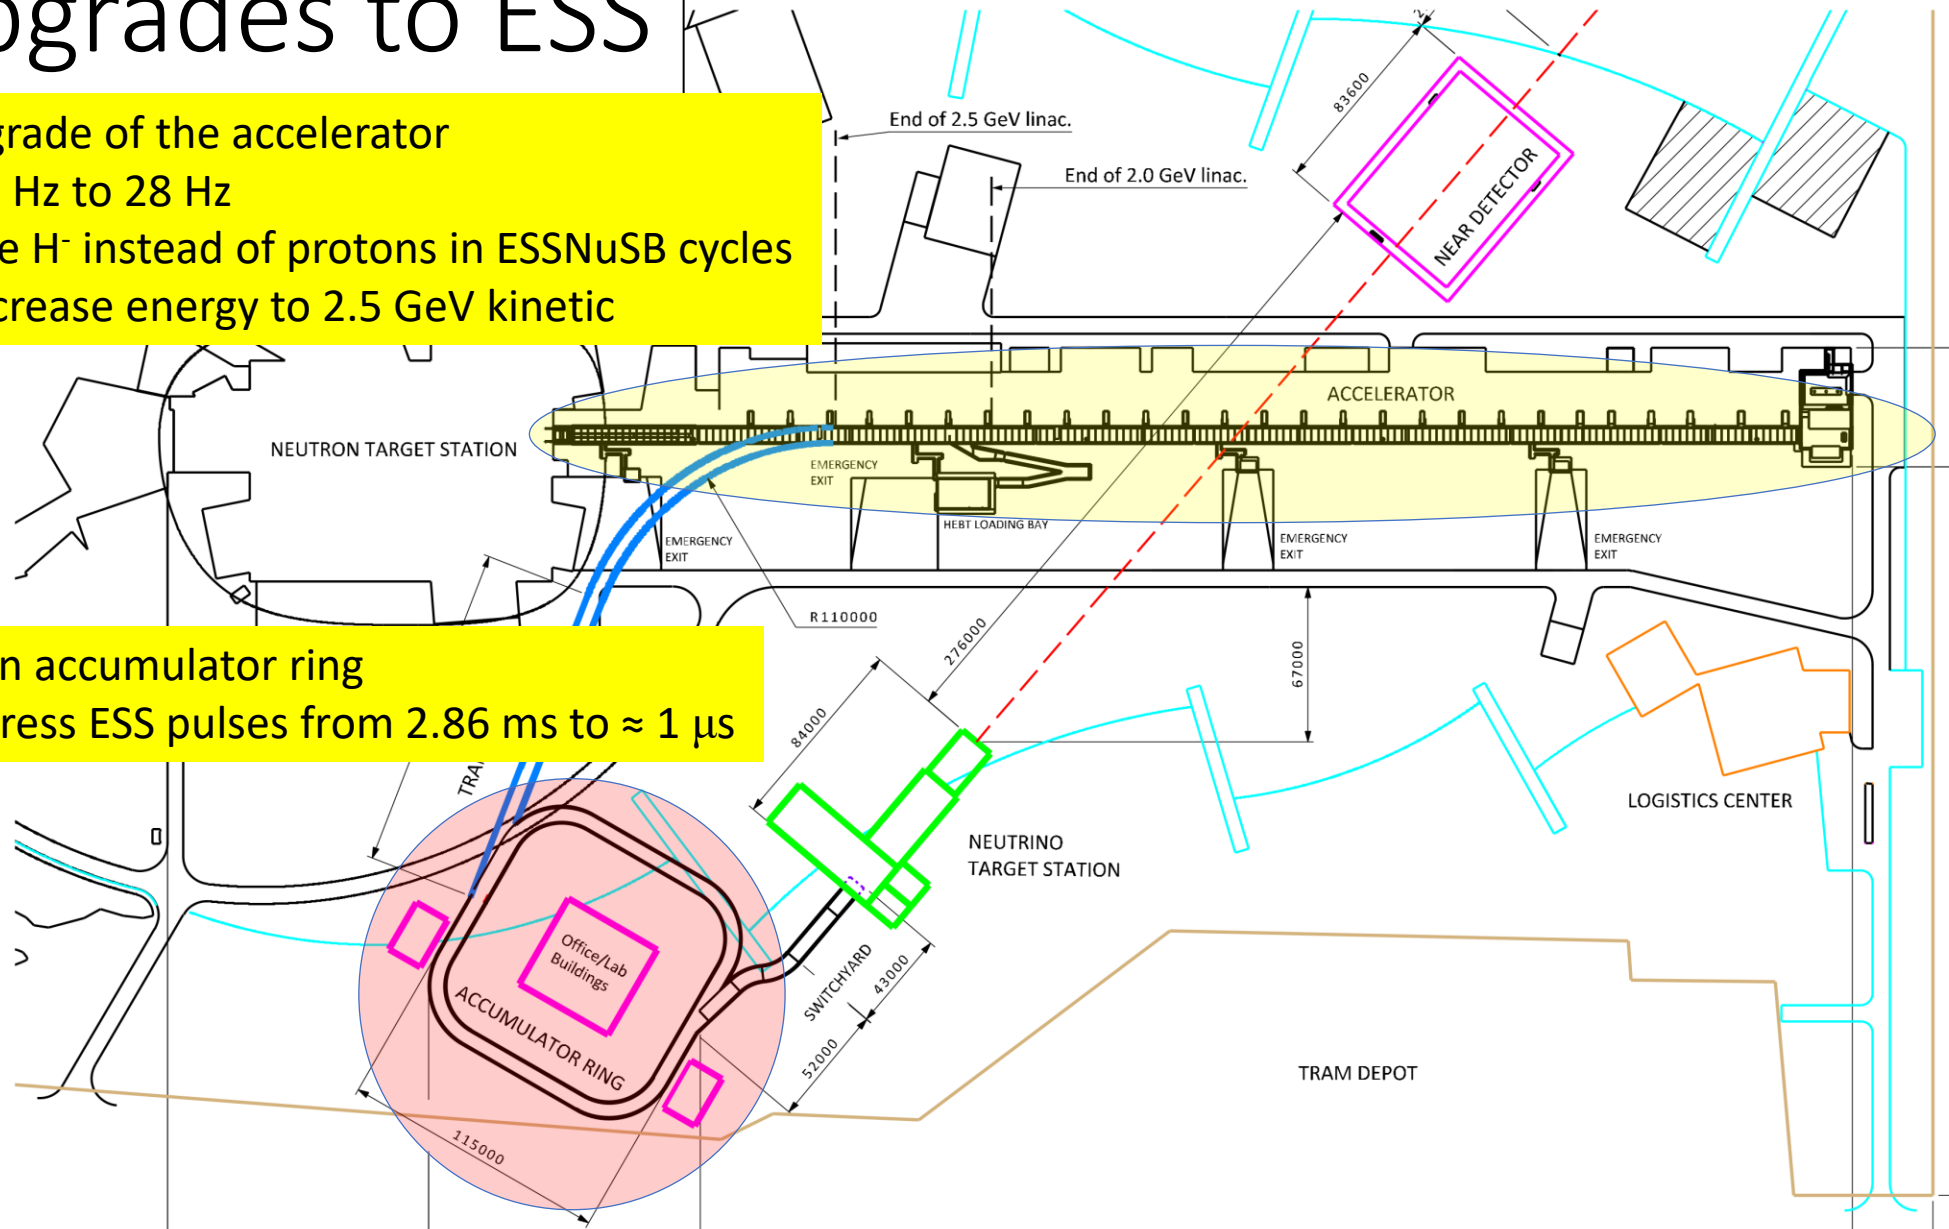 ogrades to ESS
grade of the accelerator
Hz to 28 Hz
e H- instead of protons in ESSNuSB cycles
crease energy to 2.5 GeV kinetic
End of 2.5 GeV linac.
End of 2.0 GeV linac.
83600
NEAR DETECTOR
ACCELERATOR
NEUTRON TARGET STATION
EMERGENCY
EXIT
HEBT LOADING BAY
EMERGENCY
EXIT
EMERGENCY
EXIT
EMERGENCY
EXIT
R110000
276000
67000
n accumulator ring
ress ESS pulses from 2.86 ms to ≈ 1 μs
84000
TRA
NEUTRINO
TARGET STATION
LOGISTICS CENTER
Office/Lab
Buildings
ACCUMULATOR RING
SWITCHYARD
43000
52000
115000
TRAM DEPOT